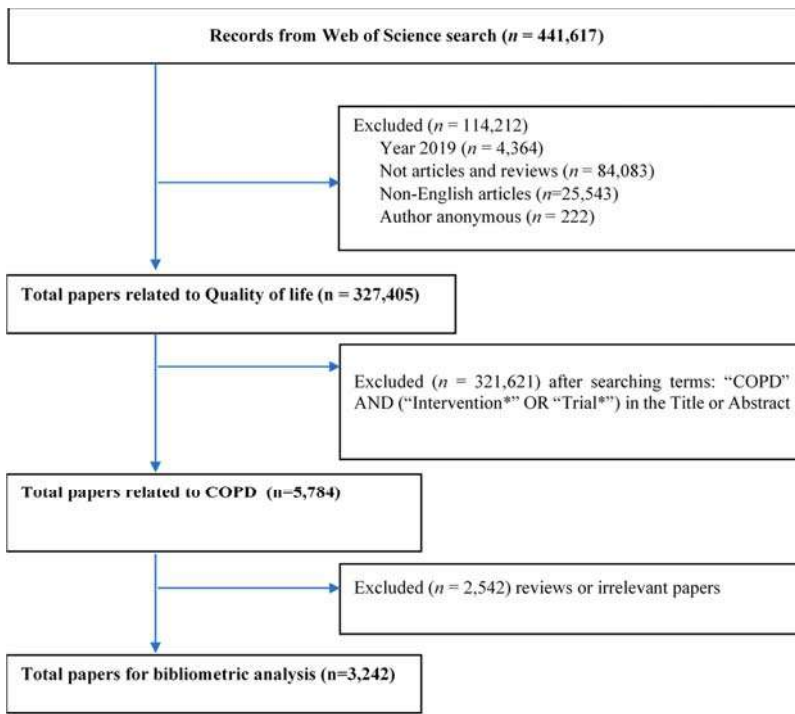 Records from Web of Science search (n = 441,617)
Excluded (n = 114,212)
Year 2019 (n = 4,364)
Not articles and reviews (n = 84,083)
Non-English articles (n=25,543)
Author anonymous (n = 222)
Total papers related to Quality of life (n = 327,405)
Excluded (n = 321,621) after searching terms: “COPD”
AND (“Intervention*” OR “Trial*”) in the Title or Abstract
Total papers related to COPD (n=5,784)
Excluded (n = 2,542) reviews or irrelevant papers
Total papers for bibliometric analysis (n=3,242)